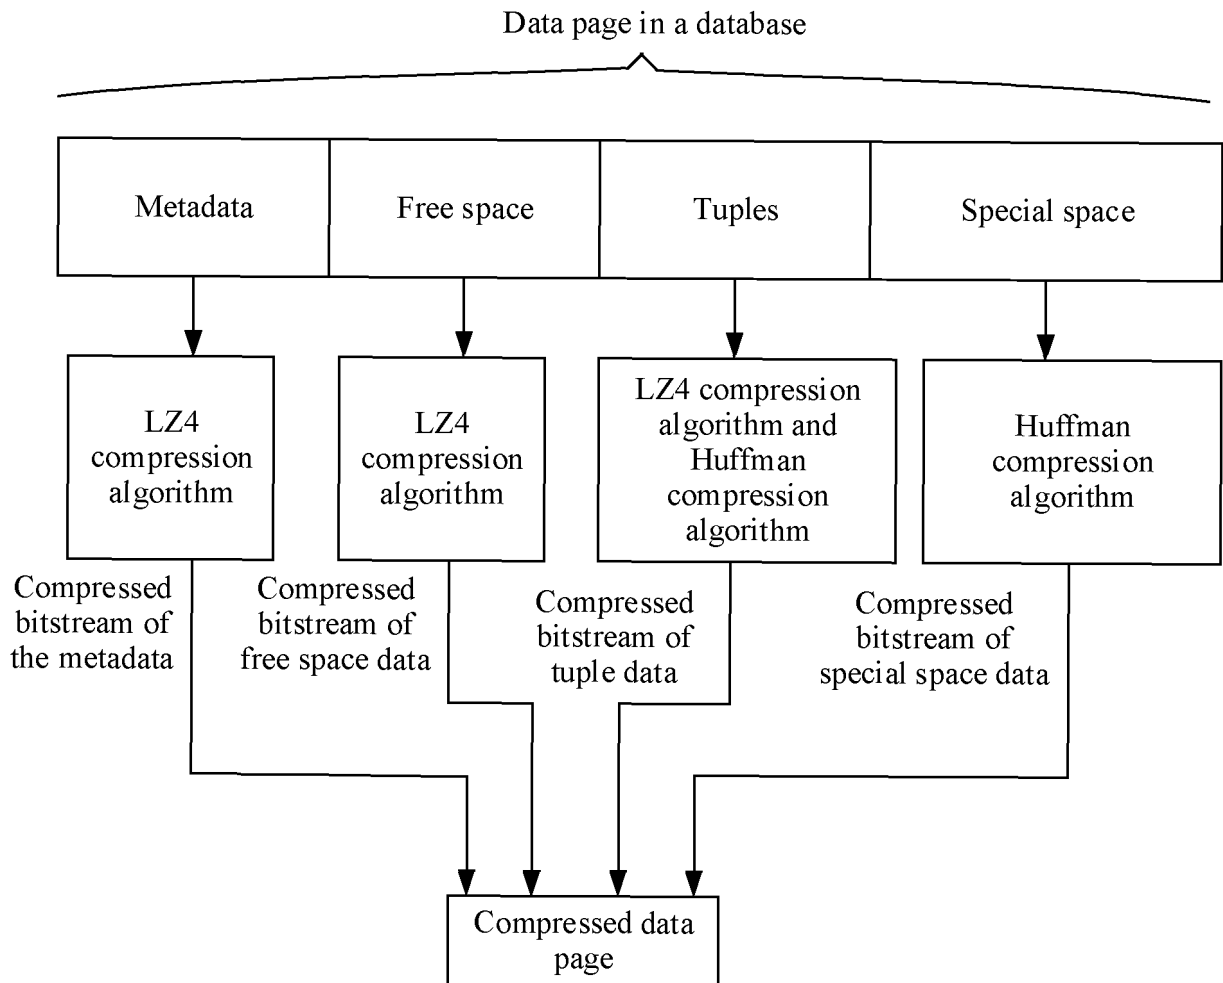 Data page in a database
Metadata
Free space
Tuples
Special space
LZ4
compression
algorithm
LZ4
compression
algorithm
LZ4 compression
algorithm and
Huffman
compression
algorithm
Huffman
compression
algorithm
Compressed
bitstream of
the metadata
Compressed
bitstream of
free space data
Compressed
bitstream of
tuple data
Compressed
bitstream of
special space data
Compressed data
page